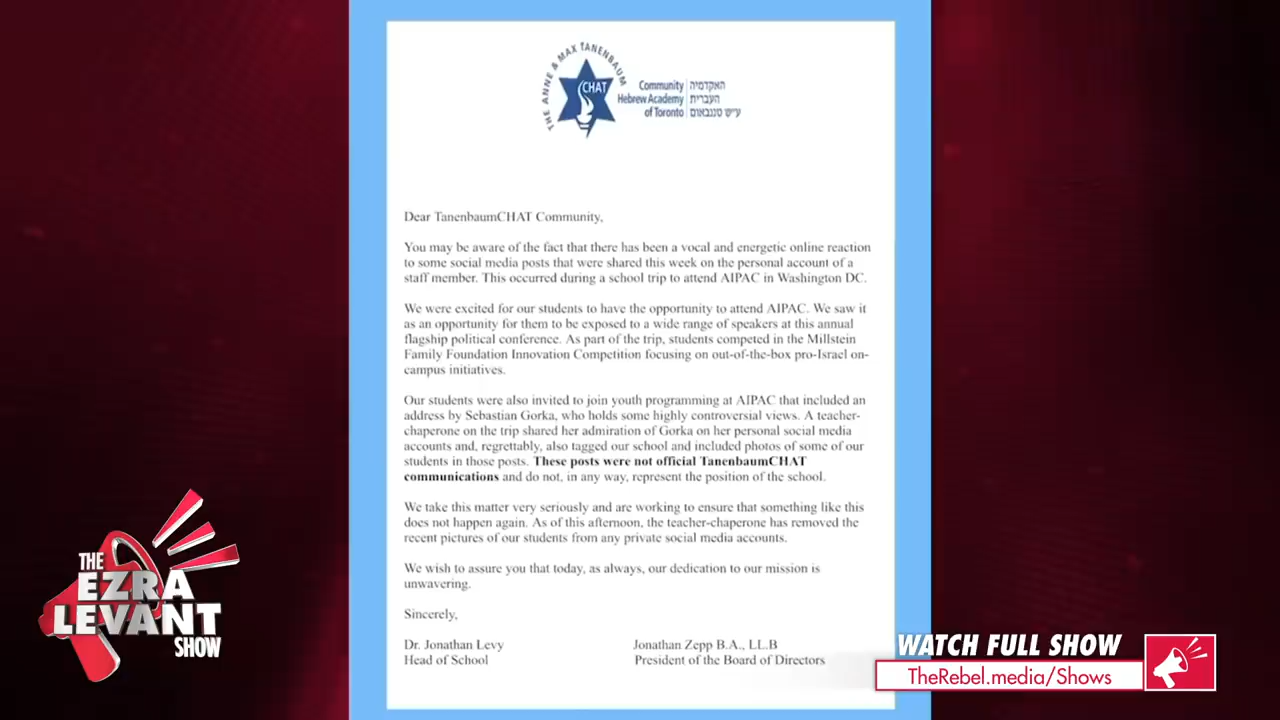 THE ANNE & MAX TANENBAUM
CHAT
Community
Hebrew Academy
of Toronto
האקדמיה
העברית
ע״ש טננבאום
Dear TanenbaumCHAT Community,
You may be aware of the fact that there has been a vocal and energetic online reaction
to some social media posts that were shared this week on the personal account of a
staff member. This occurred during a school trip to attend AIPAC in Washington DC.
We were excited for our students to have the opportunity to attend AIPAC. We saw it
as an opportunity for them to be exposed to a wide range of speakers at this annual
flagship political conference. As part of the trip, students competed in the Millstein
Family Foundation Innovation Competition focusing on out-of-the-box pro-Israel on-
campus initiatives.
Our students were also invited to join youth programming at AIPAC that included an
address by Sebastian Gorka, who holds some highly controversial views. A teacher-
chaperone on the trip shared her admiration of Gorka on her personal social media
accounts and, regrettably, also tagged our school and included photos of some of our
students in those posts. These posts were not official TanenbaumCHAT
communications and do not, in any way, represent the position of the school.
We take this matter very seriously and are working to ensure that something like this
does not happen again. As of this afternoon, the teacher-chaperone has removed the
recent pictures of our students from any private social media accounts.
We wish to assure you that today, as always, our dedication to our mission is
unwavering.
Sincerely,
Dr. Jonathan Levy
Head of School
Jonathan Zepp B.A., LL.B
President of the Board of Directors
THE
EZRA
LEVANT
SHOW
WATCH FULL SHOW
TheRebel.media/Shows